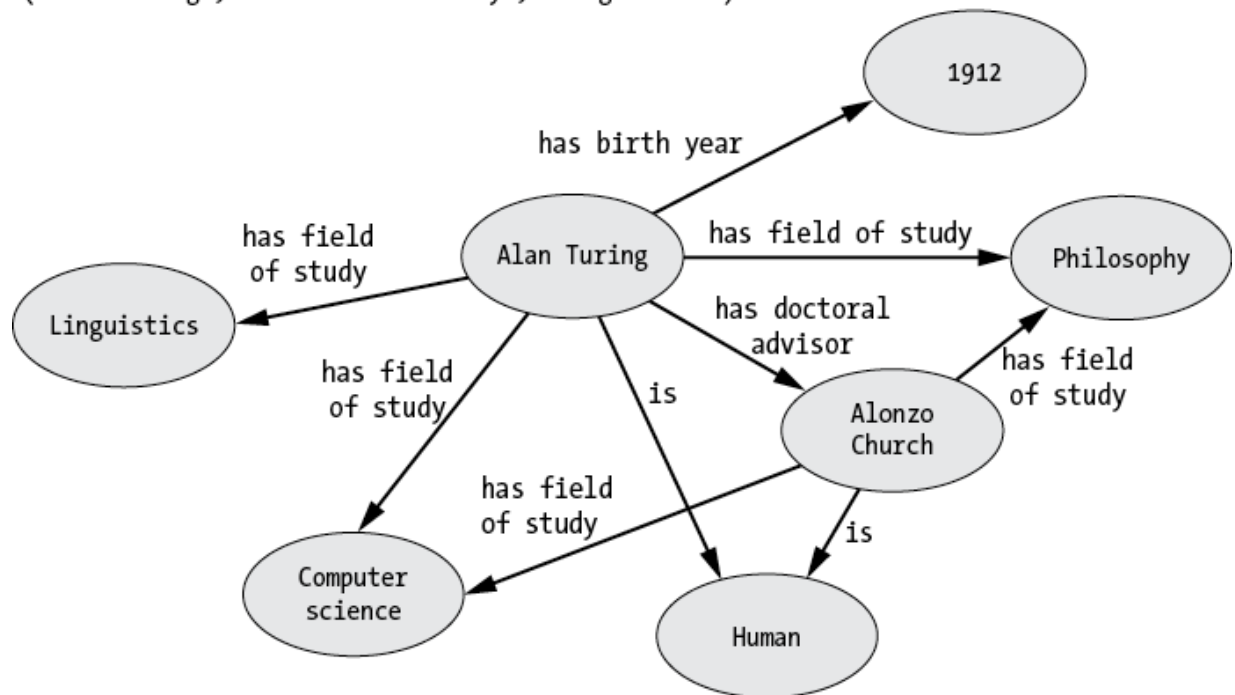 1912
has birth year
has field
of study
Alan Turing
has field of study
Philosophy
Linguistics
has doctoral
advisor
has field
of study
has field
of study
is
Alonzo
Church
has field
of study
is
Computer
science
Human